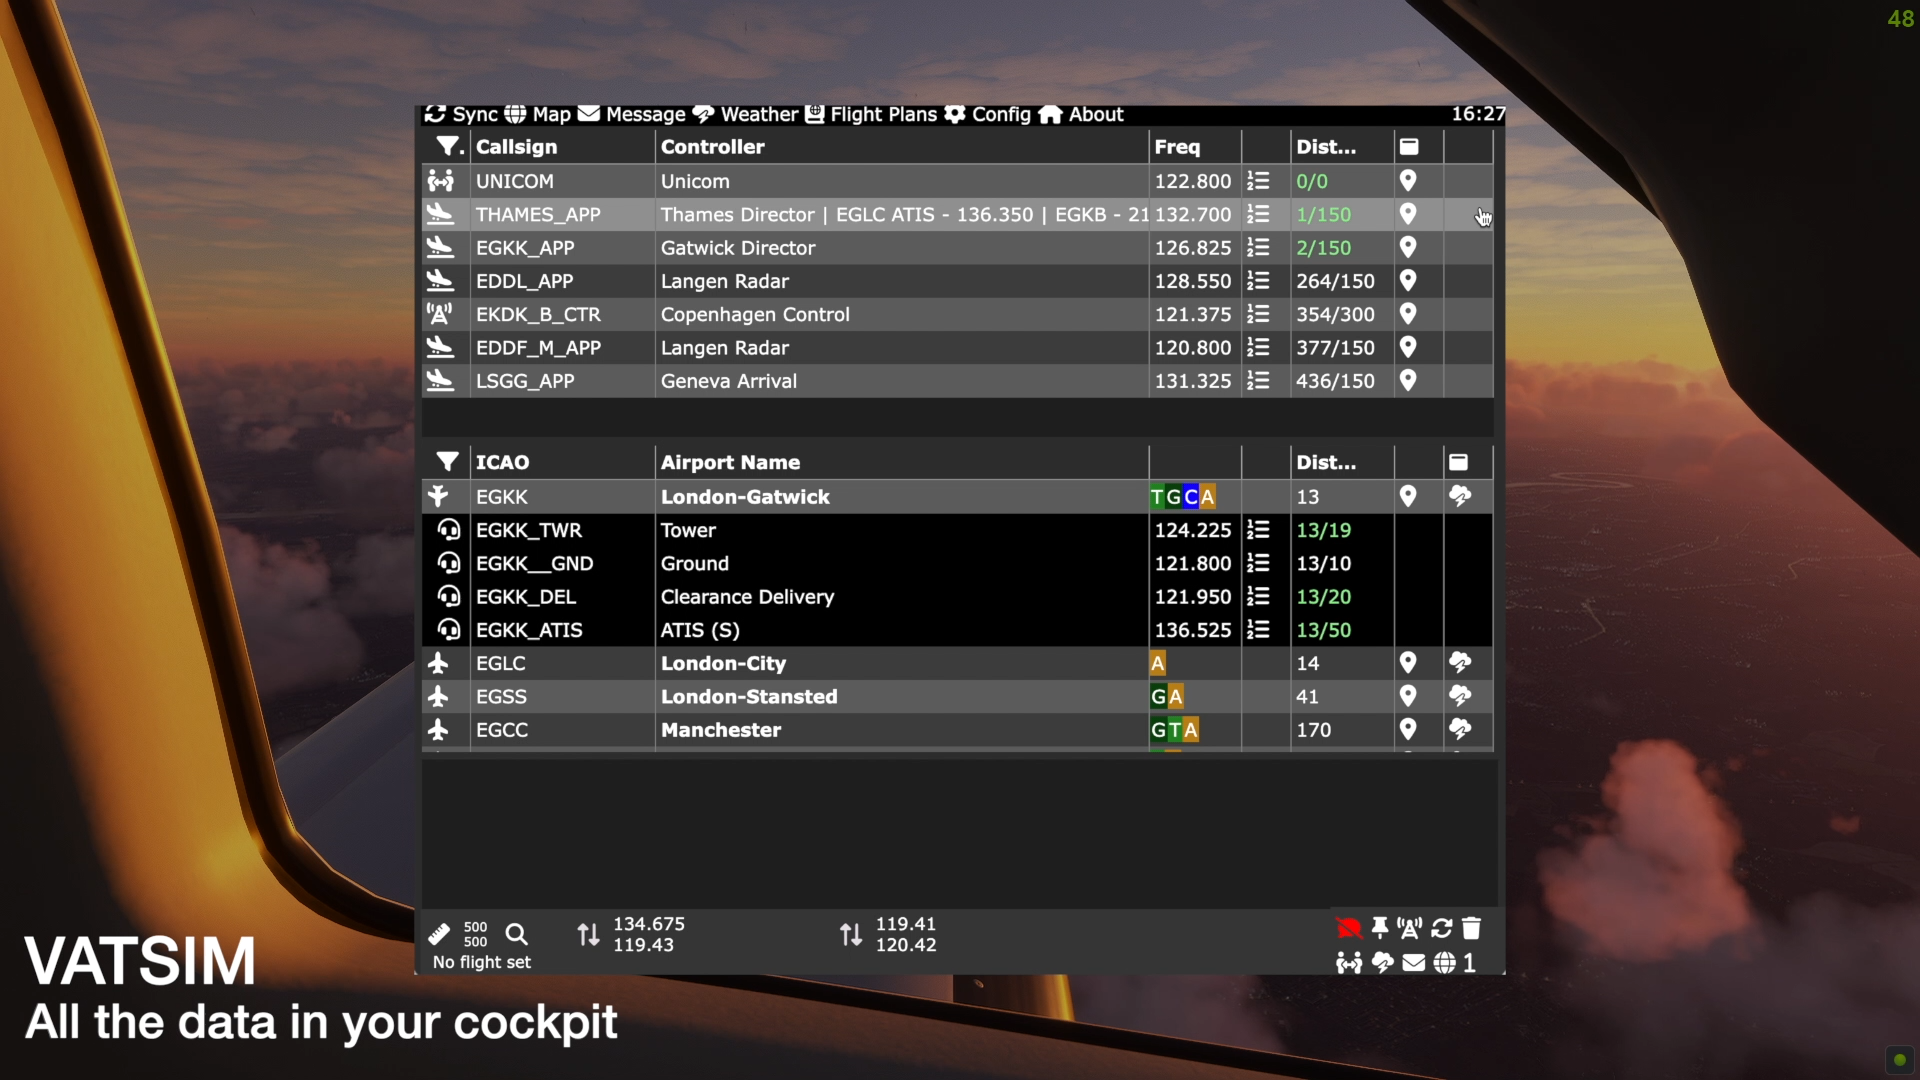 48
Sync Map Message Weather Flight Plans Config About 16:27
. Callsign Controller Freq Dist...
UNICOM Unicom 122.800 0/0
THAMES_APP Thames Director | EGLC ATIS - 136.350 | EGKB - 21 132.700 1/150
EGKK_APP Gatwick Director 126.825 2/150
EDDL_APP Langen Radar 128.550 264/150
EKDK_B_CTR Copenhagen Control 121.375 354/300
EDDF_M_APP Langen Radar 120.800 377/150
LSGG_APP Geneva Arrival 131.325 436/150
ICAO Airport Name Dist...
EGKK London-Gatwick TGCA 13
EGKK_TWR Tower 124.225 13/19
EGKK__GND Ground 121.800 13/10
EGKK_DEL Clearance Delivery 121.950 13/20
EGKK_ATIS ATIS (S) 136.525 13/50
EGLC London-City A 14
EGSS London-Stansted GA 41
EGCC Manchester GTA 170
500 134.675 119.41
500 119.43 120.42
No flight set 1
VATSIM
All the data in your cockpit